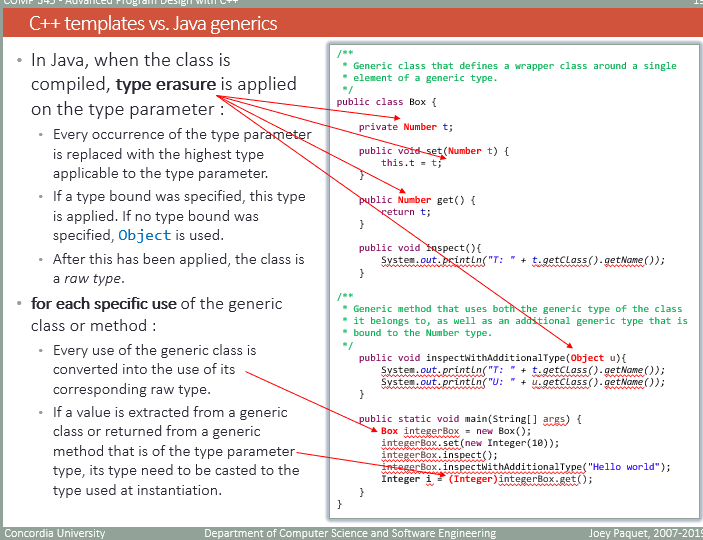 COMP 345 - Advanced Program Design with C++
C++ templates vs. Java generics
• In Java, when the class is
compiled, type erasure is applied
on the type parameter :
• Every occurrence of the type parameter
is replaced with the highest type
applicable to the type parameter.
• If a type bound was specified, this type
is applied. If no type bound was
specified, Object is used.
• After this has been applied, the class is
a raw type.
• for each specific use of the generic
class or method :
• Every use of the generic class is
converted into the use of its
corresponding raw type.
• If a value is extracted from a generic
class or returned from a generic
method that is of the type parameter
type, its type need to be casted to the
type used at instantiation.
/**
* Generic class that defines a wrapper class around a single
* element of a generic type.
*/
public class Box {
private Number t;
public void set(Number t) {
this.t = t;
}
public Number get() {
return t;
}
public void inspect(){
System.out.println("T: " + t.getClass().getName());
}
/**
* Generic method that uses both the generic type of the class
* it belongs to, as well as an additional generic type that is
* bound to the Number type.
*/
public void inspectWithAdditionalType(Object u){
System.out.println("T: " + t.getClass().getName());
System.out.println("U: " + u.getClass().getName());
}
public static void main(String[] args) {
Box integerBox = new Box();
integerBox.set(new Integer(10));
integerBox.inspect();
integerBox.inspectWithAdditionalType("Hello world");
Integer i = (Integer)integerBox.get();
}
}
Concordia University
Department of Computer Science and Software Engineering
Joey Paquet, 2007-2019